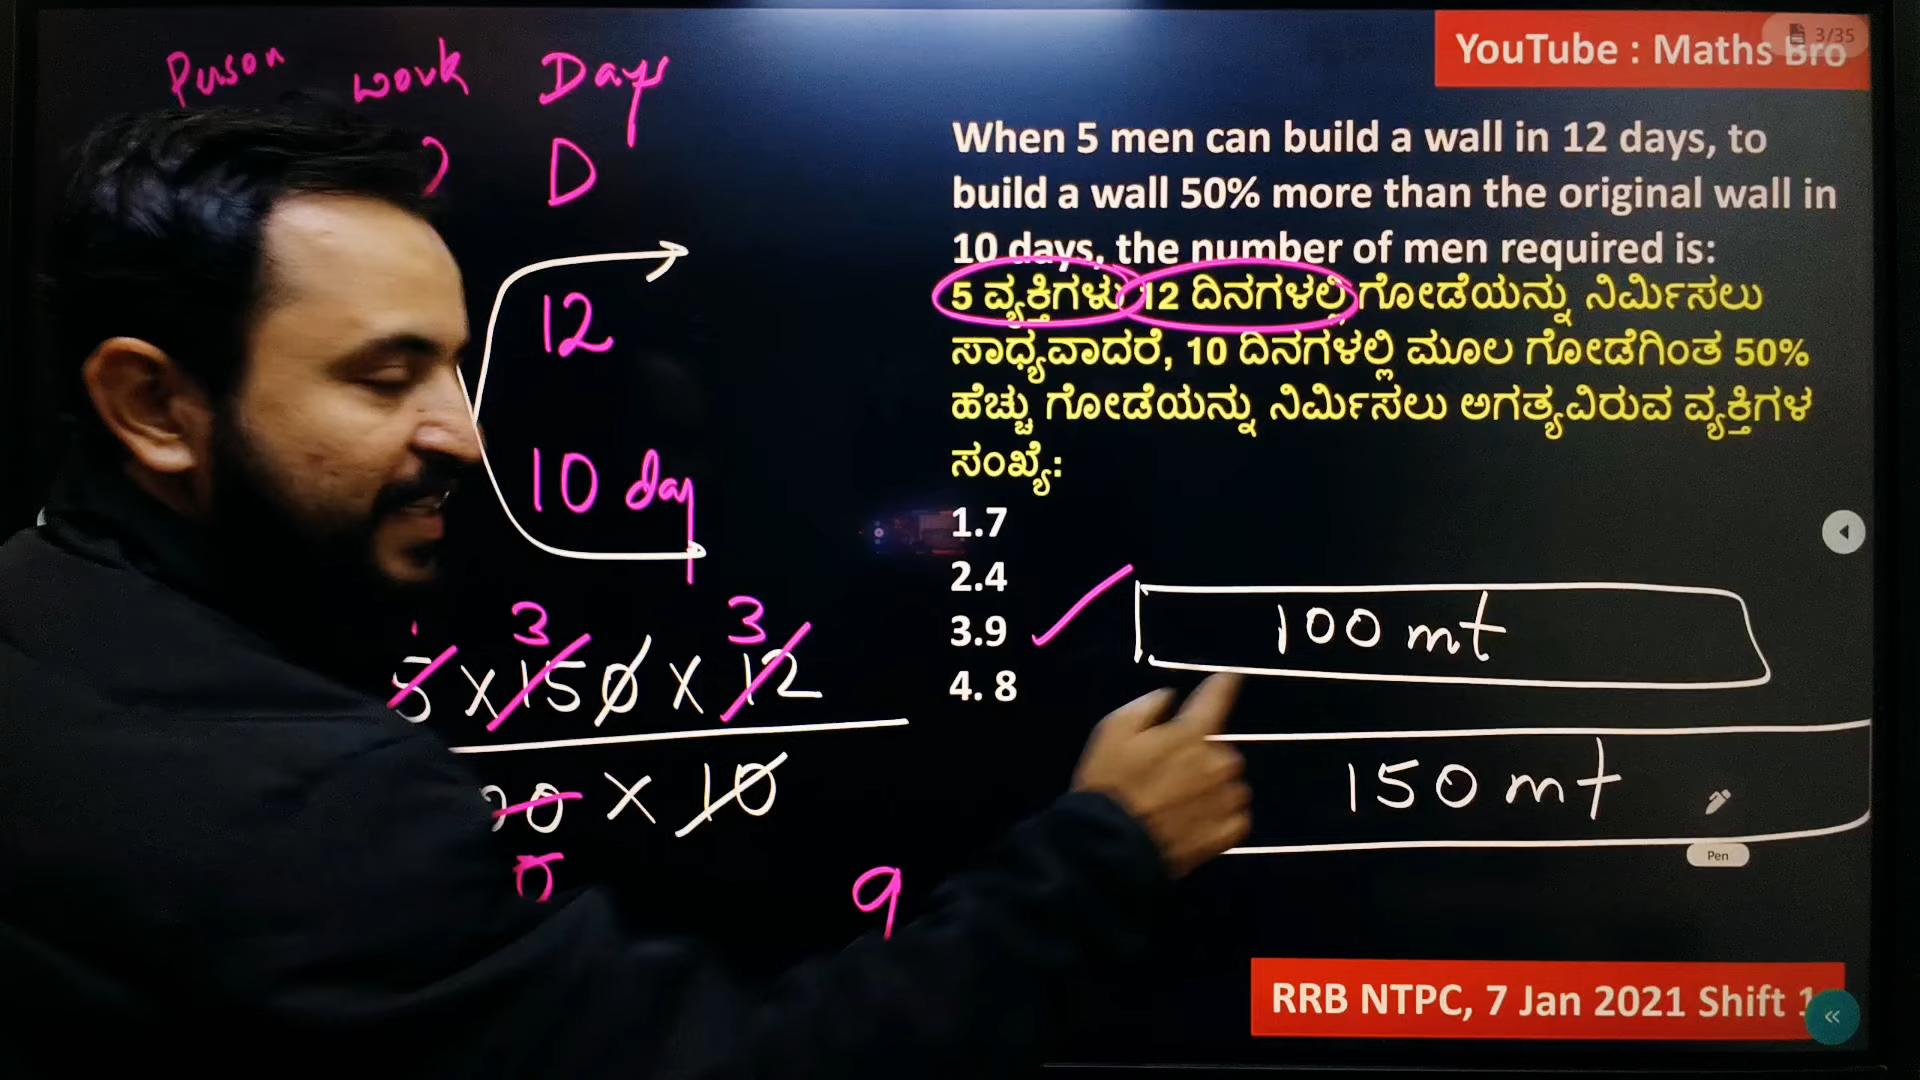 YouTube : Maths Bro
3/35
Person work Days
D
When 5 men can build a wall in 12 days, to
build a wall 50% more than the original wall in
10 days, the number of men required is:
5 ವ್ಯಕ್ತಿಗಳು 12 ದಿನಗಳಲ್ಲಿ ಗೋಡೆಯನ್ನು ನಿರ್ಮಿಸಲು
ಸಾಧ್ಯವಾದರೆ, 10 ದಿನಗಳಲ್ಲಿ ಮೂಲ ಗೋಡೆಗಿಂತ 50%
ಹೆಚ್ಚು ಗೋಡೆಯನ್ನು ನಿರ್ಮಿಸಲು ಅಗತ್ಯವಿರುವ ವ್ಯಕ್ತಿಗಳ
ಸಂಖ್ಯೆ:
1.7
2.4
3.9
4. 8
12
10 day
3 3
5 X 150 X 12
X 10
9
100 mt
150 mt
Pen
RRB NTPC, 7 Jan 2021 Shift 1